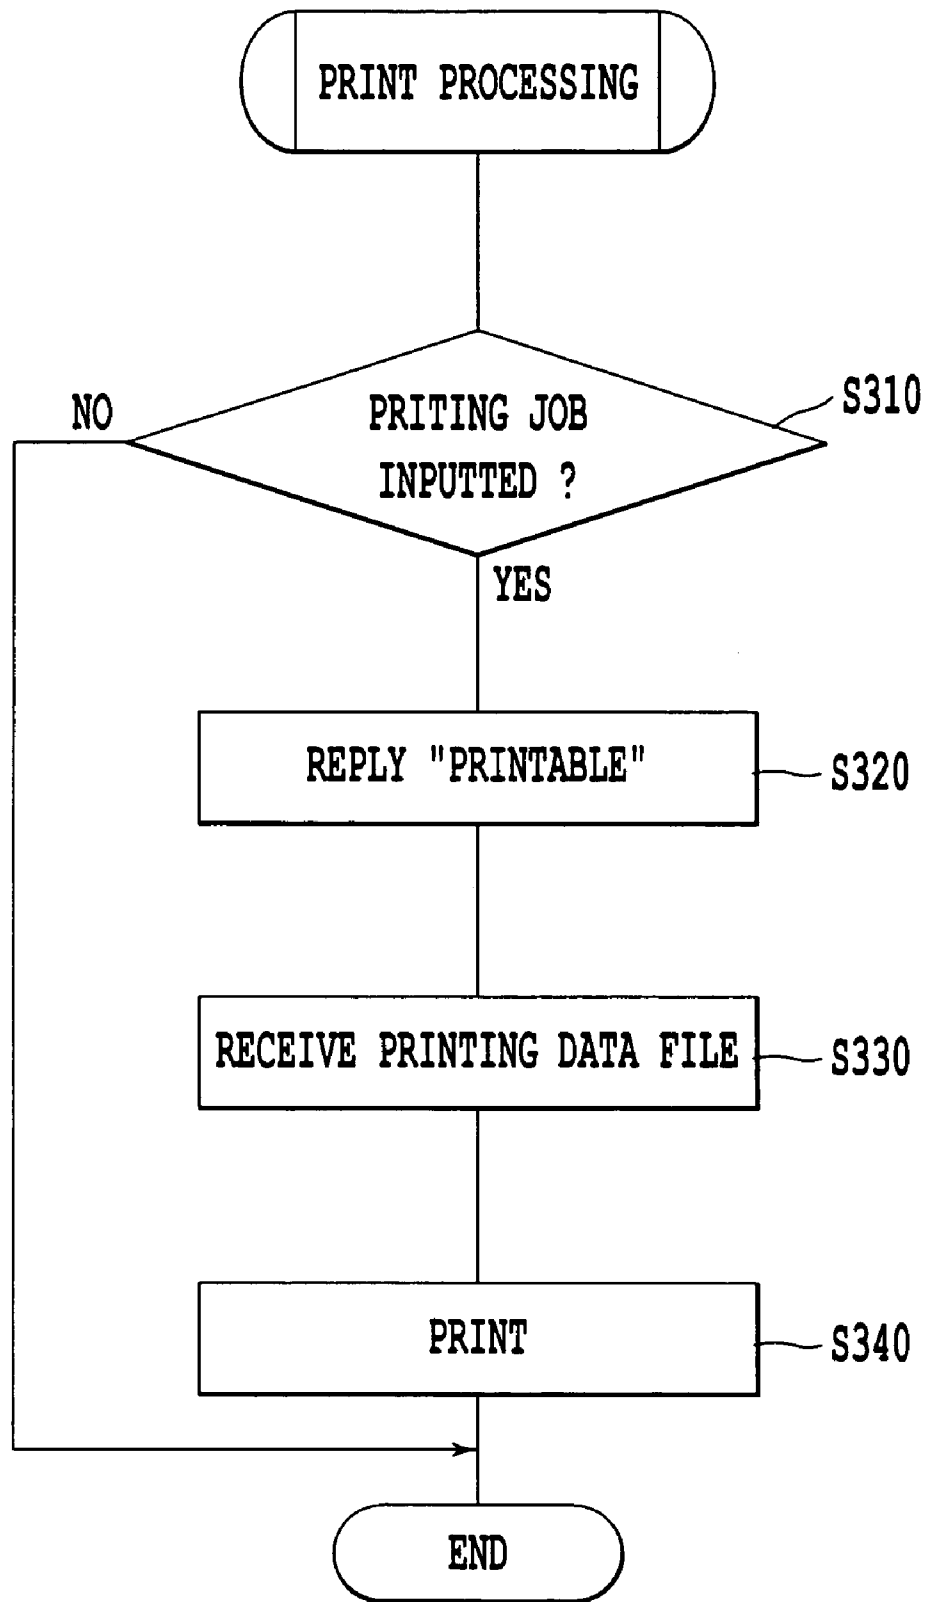 PRINT PROCESSING
NO
PRITING JOB
INPUTTED ?
S310
YES
REPLY "PRINTABLE"
S320
RECEIVE PRINTING DATA FILE
S330
PRINT
S340
END